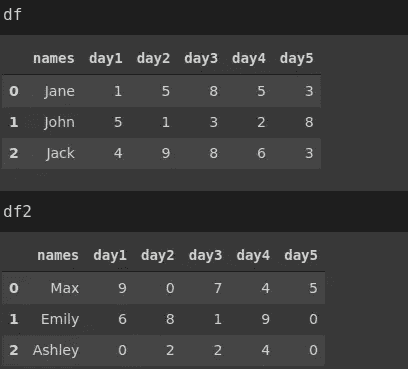 df
names day1 day2 day3 day4 day5
0 Jane 1 5 8 5 3
1 John 5 1 3 2 8
2 Jack 4 9 8 6 3
df2
names day1 day2 day3 day4 day5
0 Max 9 0 7 4 5
1 Emily 6 8 1 9 0
2 Ashley 0 2 2 4 0